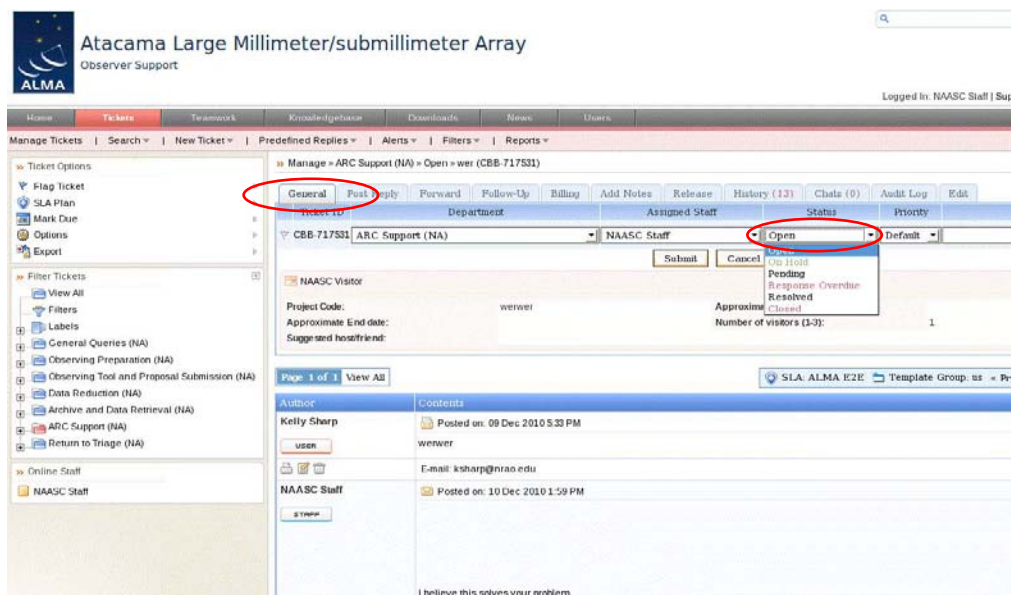 Atacama Large Millimeter/submillimeter Array
Observer Support
ALMA
Logged In: NAASC Staff | Sup
Home Tickets Teamwork Knowledgebase Downloads News Users
Manage Tickets | Search | New Ticket | Predefined Replies | Alerts | Filters | Reports
Ticket Options
Flag Ticket
SLA Plan
Mark Due
Options
Export
Filter Tickets
View All
Filters
Labels
General Queries (NA)
Observing Preparation (NA)
Observing Tool and Proposal Submission (NA)
Data Reduction (NA)
Archive and Data Retrieval (NA)
ARC Support (NA)
Return to Triage (NA)
Online Staff
NAASC Staff
» Manage » ARC Support (NA) » Open » wer (CBB-717531)
General Post Reply Forward Follow-Up Billing Add Notes Release History (13) Chats (0) Audit Log Edit
Ticket ID Department Assigned Staff Status Priority
CBB-717531 ARC Support (NA) NAASC Staff Open Default
Submit Cancel
Open
On Hold
Pending
Response Overdue
Resolved
Closed
NAASC Visitor
Project Code: werwer Approxima
Approximate End date: Number of visitors (1-3): 1
Suggested host/friend:
Page 1 of 1 View All
SLA: ALMA E2E Template Group: us « Pr
Author Contents
Kelly Sharp Posted on: 09 Dec 2010 5:33 PM
USER werwer
E-mail: ksharp@nrao.edu
NAASC Staff Posted on: 10 Dec 2010 1:59 PM
STAFF
I believe this solves your problem.